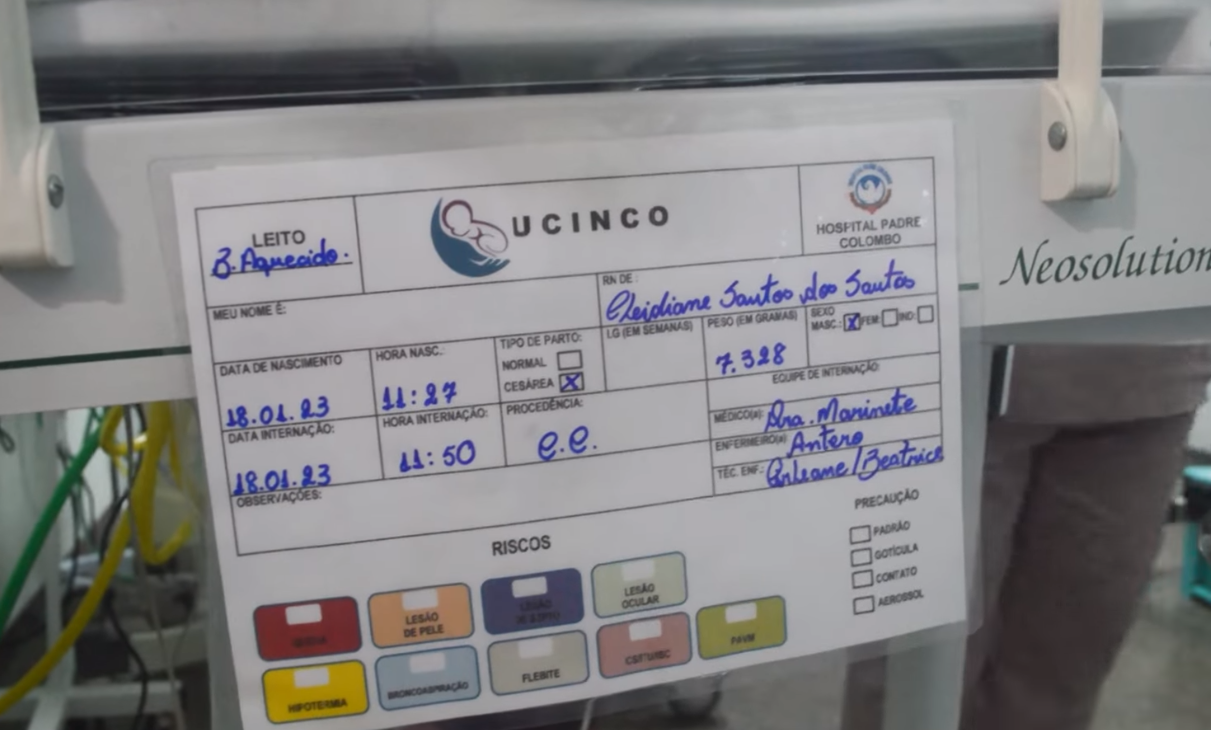 LEITO
B. Aquecido.
UCINCO
HOSPITAL PADRE
COLOMBO
Neosolution
MEU NOME É:
RN DE:
Cleidiane Santos dos Santos
DATA DE NASCIMENTO
18.01.23
HORA NASC.:
11:27
TIPO DE PARTO:
NORMAL
CESÁREA X
LG (EM SEMANAS)
PESO (EM GRAMAS)
7.328
SEXO
MASC.: X FEM: IND:
DATA INTERNAÇÃO:
18.01.23
HORA INTERNAÇÃO:
11:50
PROCEDÊNCIA:
C.C.
EQUIPE DE INTERNAÇÃO:
MÉDICO(a): Dra. Marinete
ENFERMEIRO(a) Antero
TÉC. ENF.: Orleane/Beatrice
OBSERVAÇÕES:
RISCOS
LESÃO
DE PELE
LESÃO
LESÃO
OCULAR
PAVM
HIPOTERMIA
BRONCOASPIRAÇÃO
FLEBITE
PRECAUÇÃO
PADRÃO
GOTÍCULA
CONTATO
AEROSSOL